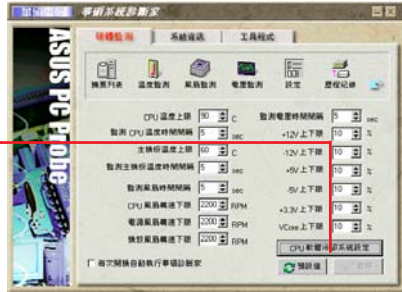 華碩系統診斷家
ASUS PC Probe
硬體監測 系統資訊 工具程式
摘要列表 溫度監測 風扇監測 電壓監測 設定 歷程紀錄
CPU 溫度上限 90 C
監測 CPU 溫度時間間隔 5 sec
主機板溫度上限 60 C
監測主機板溫度時間間隔 5 sec
監測風扇時間間隔 5 sec
CPU 風扇轉速下限 2200 RPM
電源風扇轉速下限 2200 RPM
機殼風扇轉速下限 2200 RPM
監測電壓時間間隔 5 sec
+12V 上下限 10 %
-12V 上下限 10 %
+5V 上下限 10 %
-5V 上下限 10 %
+3.3V 上下限 10 %
VCore 上下限 10 %
CPU 軟體冷卻系統設定
每次開機自動執行華碩診斷家
預設值